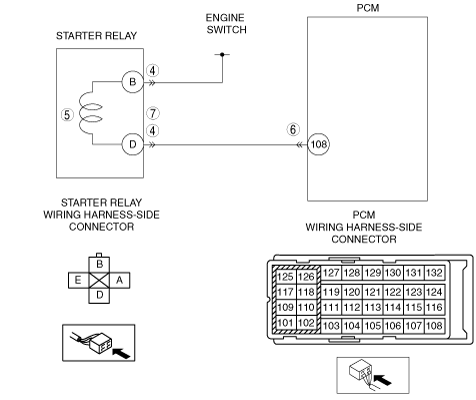 PCM
ENGINE
SWITCH
STARTER RELAY
4
B
5
7
4
6
D
108
STARTER RELAY
WIRING HARNESS-SIDE
CONNECTOR
PCM
WIRING HARNESS-SIDE
CONNECTOR
B
E A
D
125 126 127 128 129 130 131 132
117 118 119 120 121 122 123 124
109 110 111 112 113 114 115 116
101 102 103 104 105 106 107 108